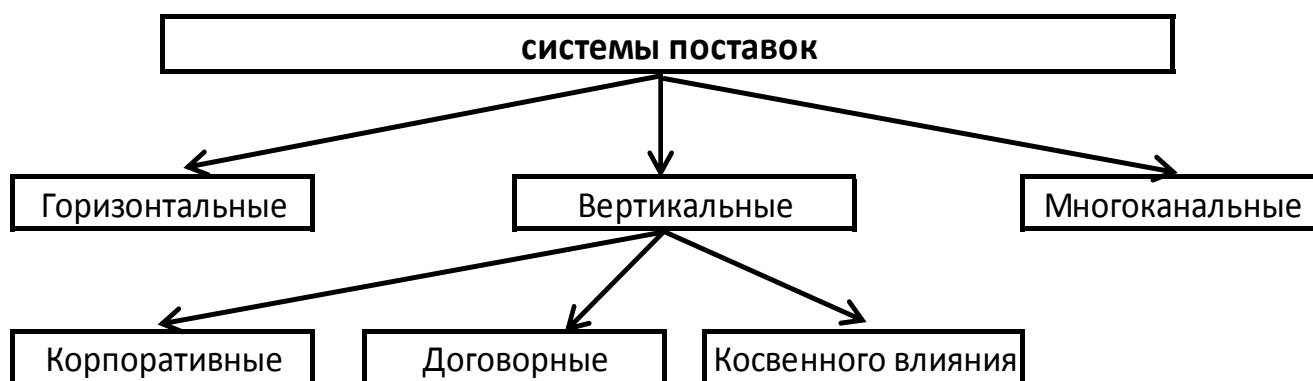 системы поставок
Горизонтальные
Вертикальные
Многоканальные
Корпоративные
Договорные
Косвенного влияния